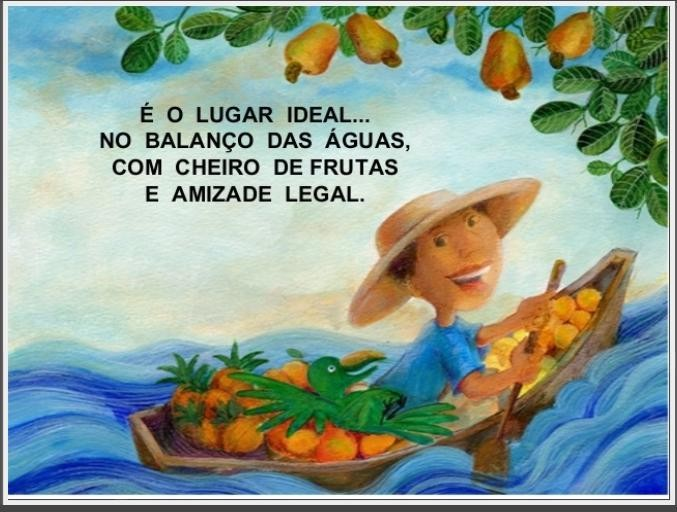 É O LUGAR IDEAL...
NO BALANÇO DAS ÁGUAS,
COM CHEIRO DE FRUTAS
E AMIZADE LEGAL.